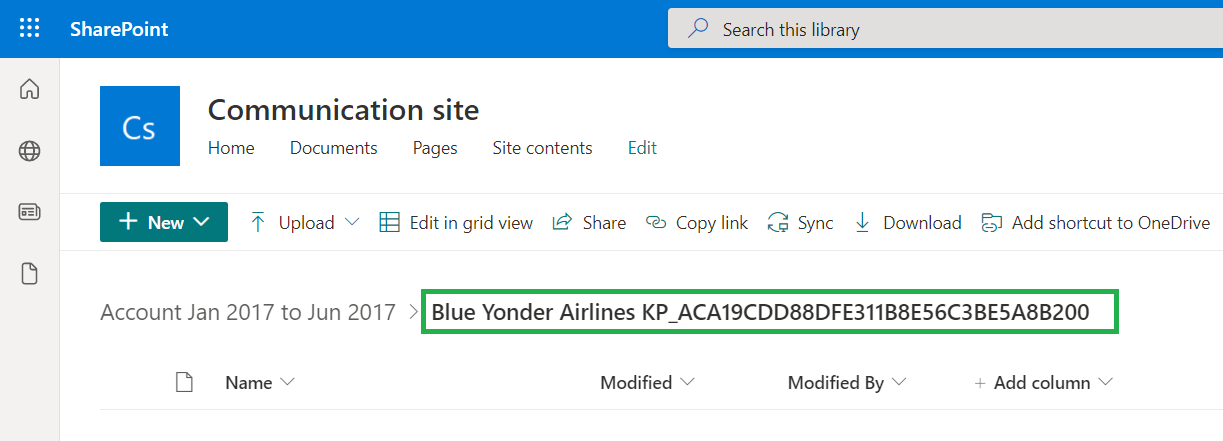 SharePoint
Search this library
Cs
Communication site
Home Documents Pages Site contents Edit
New Upload Edit in grid view Share Copy link Sync Download Add shortcut to OneDrive
Account Jan 2017 to Jun 2017 > Blue Yonder Airlines KP_ACA19CDD88DFE311B8E56C3BE5A8B200
Name Modified Modified By + Add column